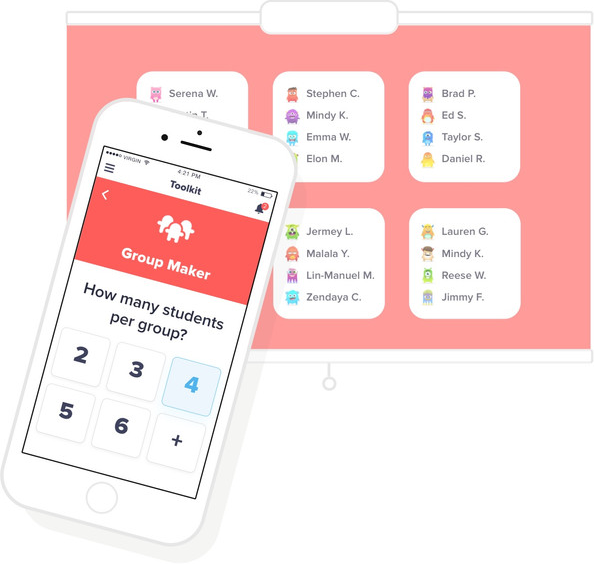 Serena W.
T.
Stephen C.
Mindy K.
Emma W.
Elon M.
Brad P.
Ed S.
Taylor S.
Daniel R.
Jermey L.
Malala Y.
Lin-Manuel M.
Zendaya C.
Lauren G.
Mindy K.
Reese W.
Jimmy F.
VIRGIN 4:21 PM 22%
Toolkit
Group Maker
How many students
per group?
2 3 4
5 6 +